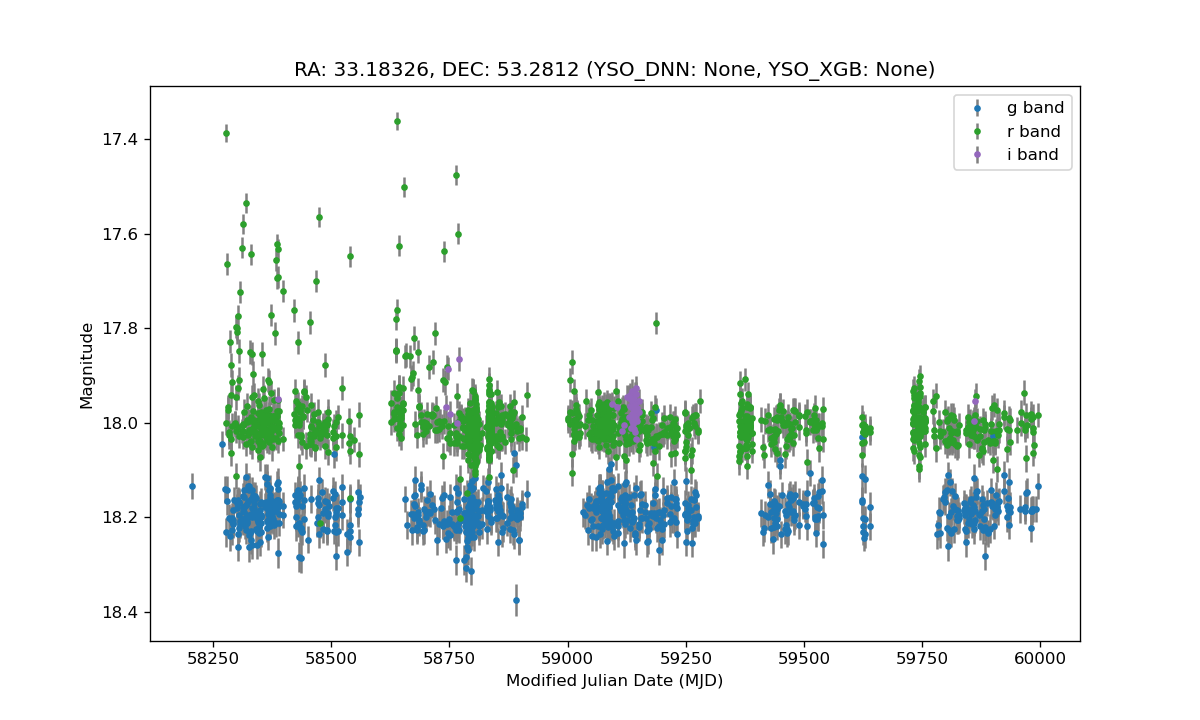 RA: 33.18326, DEC: 53.2812 (YSO_DNN: None, YSO_XGB: None)
g band
r band
i band
17.4
17.6
17.8
18.0
18.2
18.4
Magnitude
58250 58500 58750 59000 59250 59500 59750 60000
Modified Julian Date (MJD)